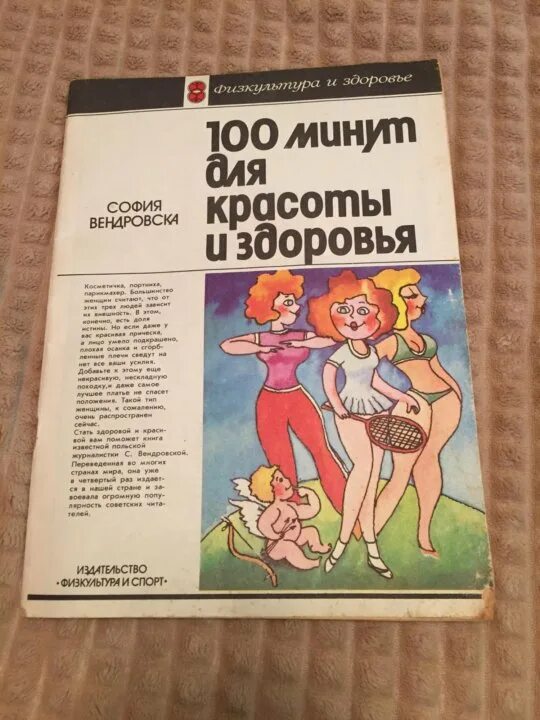 Физкультура и здоровье
100 минут
для
красоты
и здоровья
СОФИЯ
ВЕНДРОВСКА
Косметичка, портниха,
парикмахер. Большинство
женщин считают, что от
этих трех людей зависит
их внешность. В этом,
конечно, есть доля
истины. Но если даже у
вас красивая прическа,
а лицо умело подкрашено,
плохая осанка и сгор-
бленные плечи сведут на
нет все ваши усилия.
Добавьте к этому еще
некрасивую, нескладную
походку,и даже самое
лучшее платье не спасет
положения. Такой тип
женщины, к сожалению,
очень распространен
сейчас.
Стать здоровой и краси-
вой вам поможет книга
известной польской
журналистки С. Вендровской.
Переведенная во многих
странах мира, она уже
в четвертый раз издает-
ся в нашей стране и за-
воевала огромную попу-
лярность советских чита-
телей.
ИЗДАТЕЛЬСТВО
"ФИЗКУЛЬТУРА И СПОРТ"